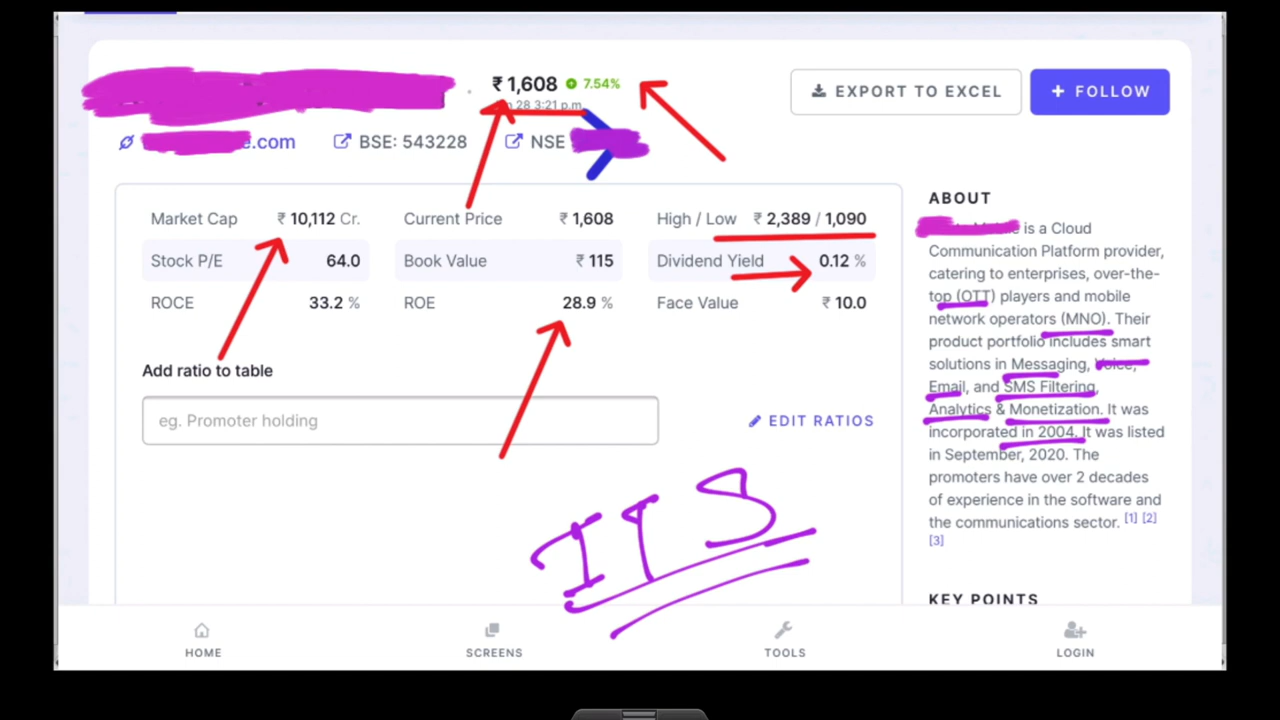 ₹ 1,608 7.54%
28 3:21 p.m.
EXPORT TO EXCEL
+ FOLLOW
e.com
BSE: 543228
NSE
Market Cap ₹ 10,112 Cr.
Current Price ₹ 1,608
High / Low ₹ 2,389 / 1,090
Stock P/E 64.0
Book Value ₹ 115
Dividend Yield 0.12 %
ROCE 33.2 %
ROE 28.9 %
Face Value ₹ 10.0
Add ratio to table
eg. Promoter holding
EDIT RATIOS
ABOUT
is a Cloud
Communication Platform provider,
catering to enterprises, over-the-
top (OTT) players and mobile
network operators (MNO). Their
product portfolio includes smart
solutions in Messaging, Voice,
Email, and SMS Filtering,
Analytics & Monetization. It was
incorporated in 2004. It was listed
in September, 2020. The
promoters have over 2 decades
of experience in the software and
the communications sector. [1] [2]
[3]
KEY POINTS
HOME
SCREENS
TOOLS
LOGIN